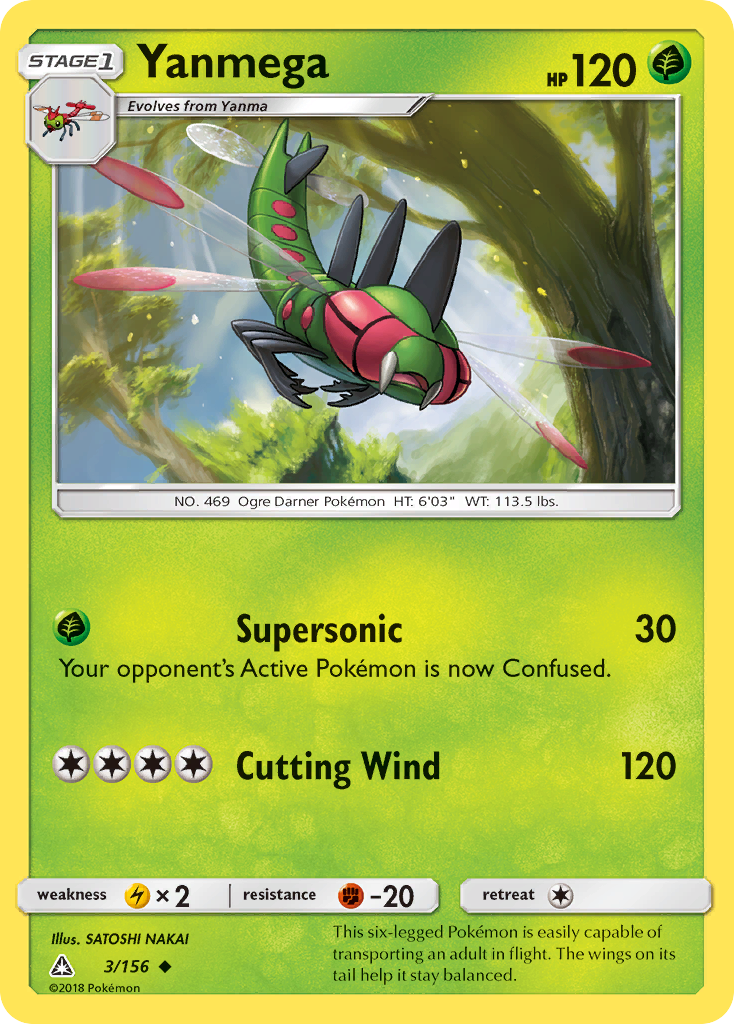 STAGE1
Yanmega
HP 120
Evolves from Yanma
NO. 469 Ogre Darner Pokémon HT: 6'03" WT: 113.5 lbs.
Supersonic 30
Your opponent's Active Pokémon is now Confused.
Cutting Wind 120
weakness × 2 resistance -20 retreat
Illus. SATOSHI NAKAI
3/156
©2018 Pokémon
This six-legged Pokémon is easily capable of
transporting an adult in flight. The wings on its
tail help it stay balanced.